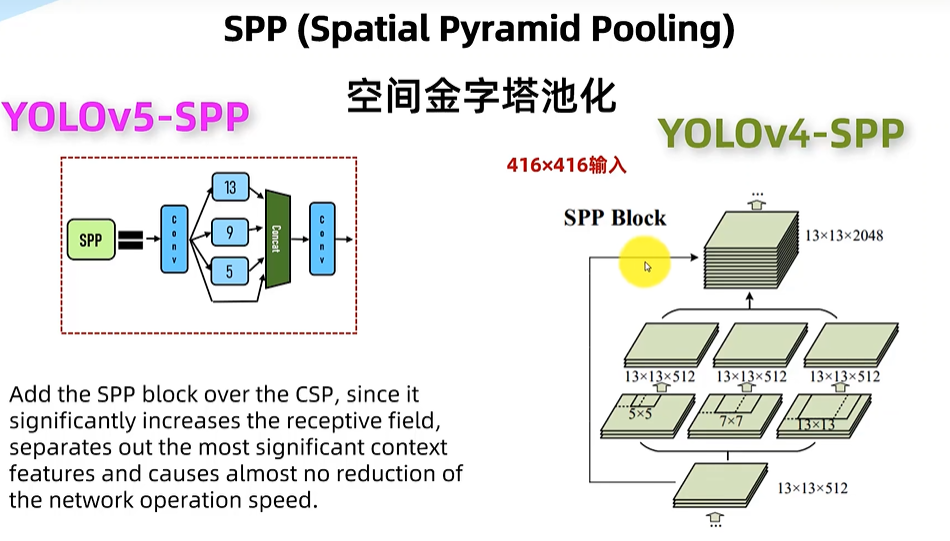 SPP (Spatial Pyramid Pooling)
空间金字塔池化
YOLOv5-SPP
YOLOv4-SPP
416×416输入
SPP
Conv
13
9
5
Concat
Conv
...
SPP Block
13×13×2048
13×13×512
13×13×512
13×13×512
5×5
7×7
13×13
13×13×512
...
Add the SPP block over the CSP, since it
significantly increases the receptive field,
separates out the most significant context
features and causes almost no reduction of
the network operation speed.